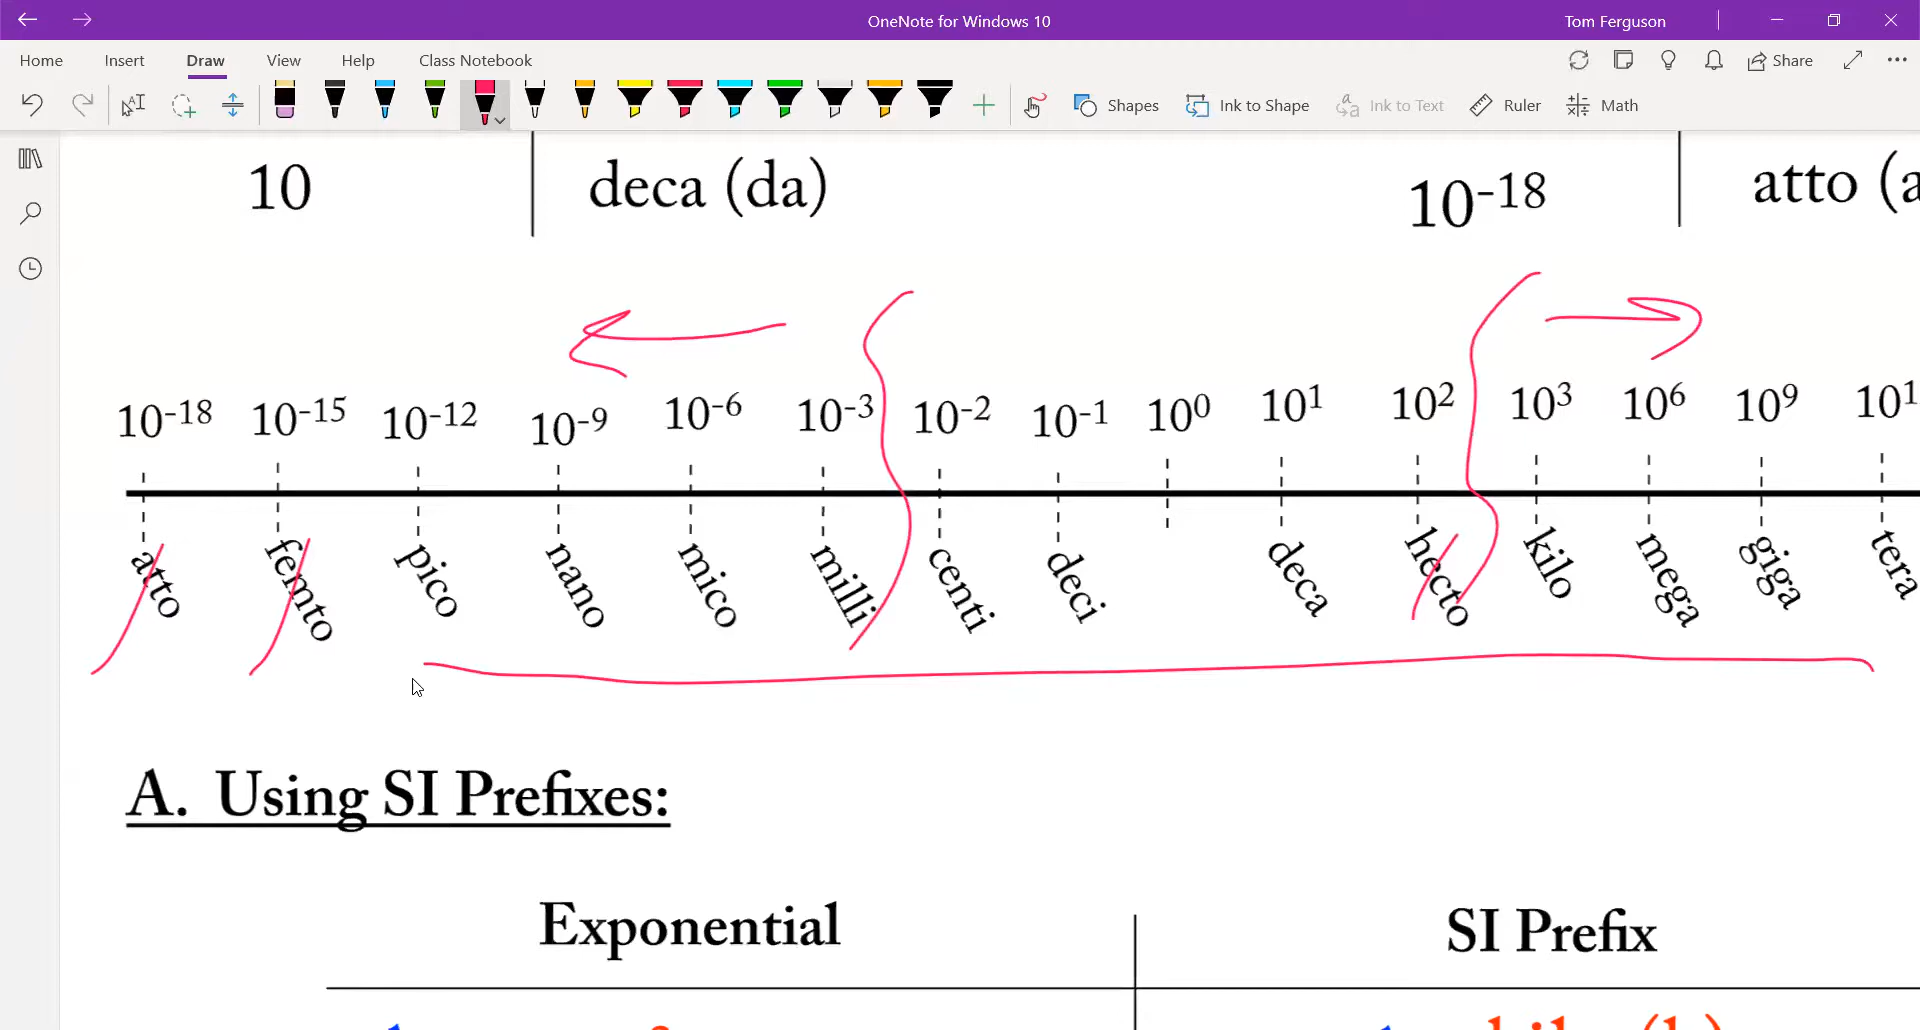 OneNote for Windows 10
Tom Ferguson
Home Insert Draw View Help Class Notebook
Share
Shapes Ink to Shape Ink to Text Ruler Math
10 deca (da) 10⁻¹⁸ atto (a
10⁻¹⁸ 10⁻¹⁵ 10⁻¹² 10⁻⁹ 10⁻⁶ 10⁻³ 10⁻² 10⁻¹ 10⁰ 10¹ 10² 10³ 10⁶ 10⁹ 10¹
atto femto pico nano mico milli centi deci deca hecto kilo mega giga tera
A. Using SI Prefixes:
Exponential SI Prefix